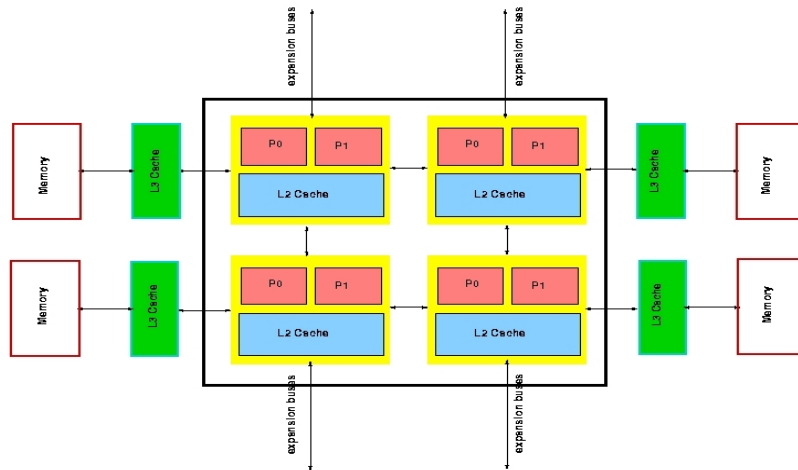 expansion buses
expansion buses
Memory
L3 Cache
P0
P1
L2 Cache
P0
P1
L2 Cache
L3 Cache
Memory
Memory
L3 Cache
P0
P1
L2 Cache
P0
P1
L2 Cache
L3 Cache
Memory
expansion buses
expansion buses